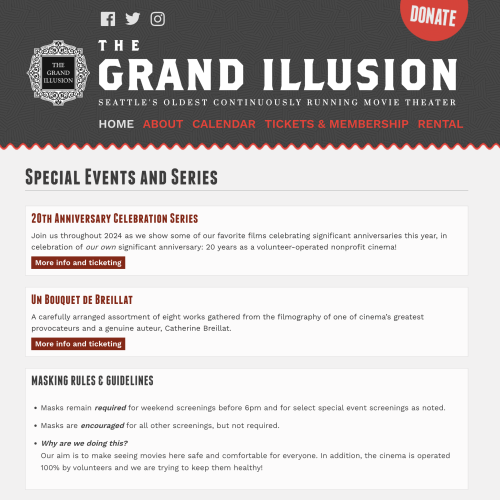 DONATE
THE
GRAND ILLUSION
SEATTLE'S OLDEST CONTINUOUSLY RUNNING MOVIE THEATER
THE
GRAND
ILLUSION
HOME ABOUT CALENDAR TICKETS & MEMBERSHIP RENTAL
Special Events and Series
20th Anniversary Celebration Series
Join us throughout 2024 as we show some of our favorite films celebrating significant anniversaries this year, in
celebration of our own significant anniversary: 20 years as a volunteer-operated nonprofit cinema!
More info and ticketing
Un Bouquet de Breillat
A carefully arranged assortment of eight works gathered from the filmography of one of cinema's greatest
provocateurs and a genuine auteur, Catherine Breillat.
More info and ticketing
MASKING RULES & GUIDELINES
• Masks remain required for weekend screenings before 6pm and for select special event screenings as noted.
• Masks are encouraged for all other screenings, but not required.
• Why are we doing this?
Our aim is to make seeing movies here safe and comfortable for everyone. In addition, the cinema is operated
100% by volunteers and we are trying to keep them healthy!